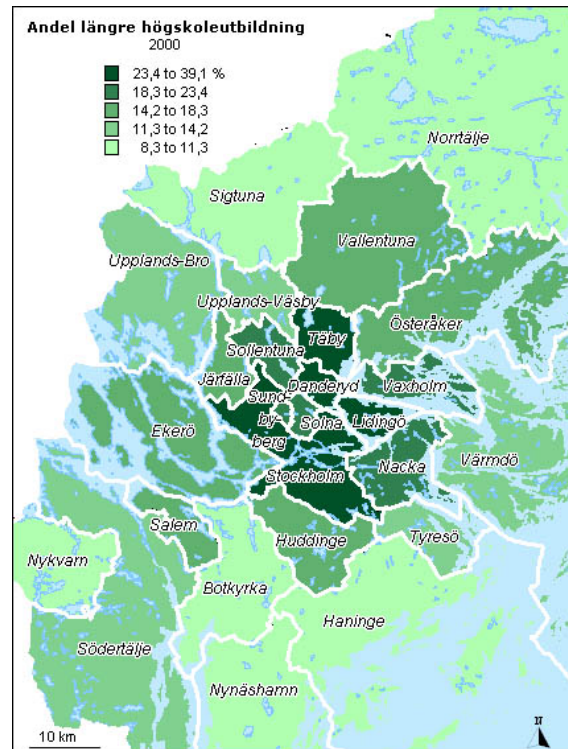 Andel längre högskoleutbildning
2000
23,4 to 39,1 %
18,3 to 23,4
14,2 to 18,3
11,3 to 14,2
8,3 to 11,3
Norrtälje
Sigtuna
Vallentuna
Upplands-Bro
Upplands-Väsby
Österåker
Täby
Sollentuna
Järfälla
Danderyd
Vaxholm
Sund-
by-
berg
Solna
Lidingö
Ekerö
Värmdö
Nacka
Stockholm
Salem
Huddinge
Tyresö
Nykvarn
Botkyrka
Haninge
Södertälje
Nynäshamn
10 km
N